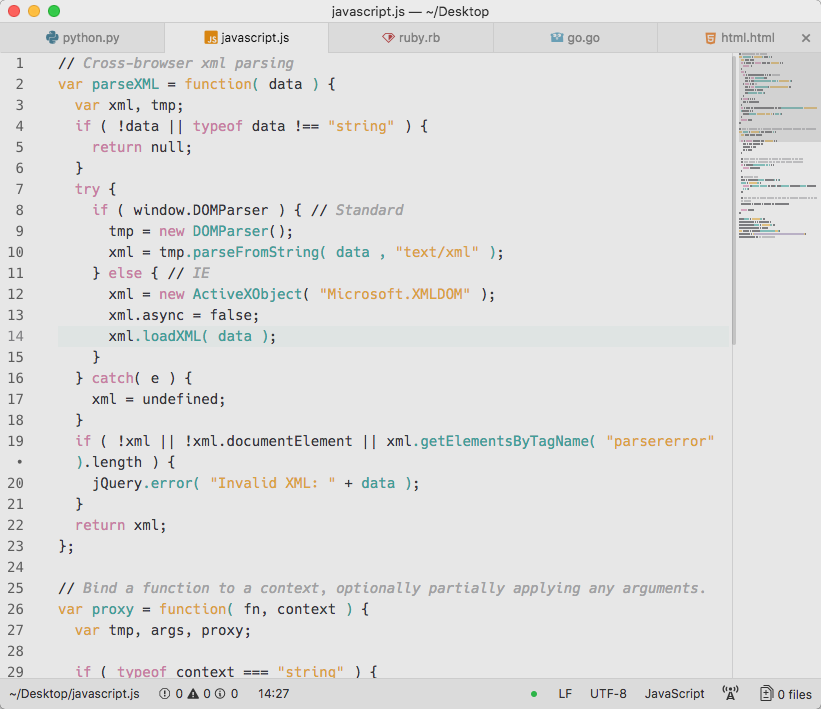 javascript.js — ~/Desktop
python.py javascript.js ruby.rb go.go html.html
1 // Cross-browser xml parsing
2 var parseXML = function( data ) {
3 var xml, tmp;
4 if ( !data || typeof data !== "string" ) {
5 return null;
6 }
7 try {
8 if ( window.DOMParser ) { // Standard
9 tmp = new DOMParser();
10 xml = tmp.parseFromString( data , "text/xml" );
11 } else { // IE
12 xml = new ActiveXObject( "Microsoft.XMLDOM" );
13 xml.async = false;
14 xml.loadXML( data );
15 }
16 } catch( e ) {
17 xml = undefined;
18 }
19 if ( !xml || !xml.documentElement || xml.getElementsByTagName( "parsererror"
• ).length ) {
20 jQuery.error( "Invalid XML: " + data );
21 }
22 return xml;
23 };
24
25 // Bind a function to a context, optionally partially applying any arguments.
26 var proxy = function( fn, context ) {
27 var tmp, args, proxy;
28
29 if ( typeof context === "string" ) {
~/Desktop/javascript.js 0 0 0 14:27 LF UTF-8 JavaScript 0 files